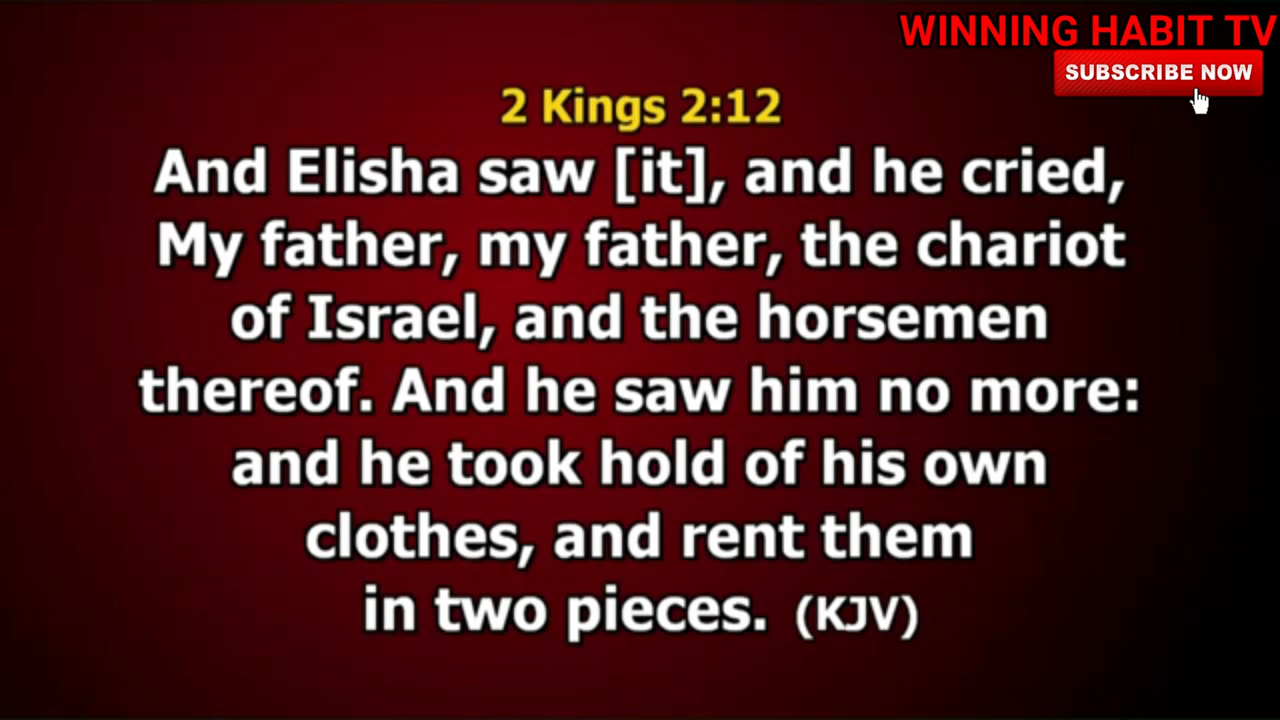 WINNING HABIT TV
SUBSCRIBE NOW
2 Kings 2:12
And Elisha saw [it], and he cried,
My father, my father, the chariot
of Israel, and the horsemen
thereof. And he saw him no more:
and he took hold of his own
clothes, and rent them
in two pieces. (KJV)